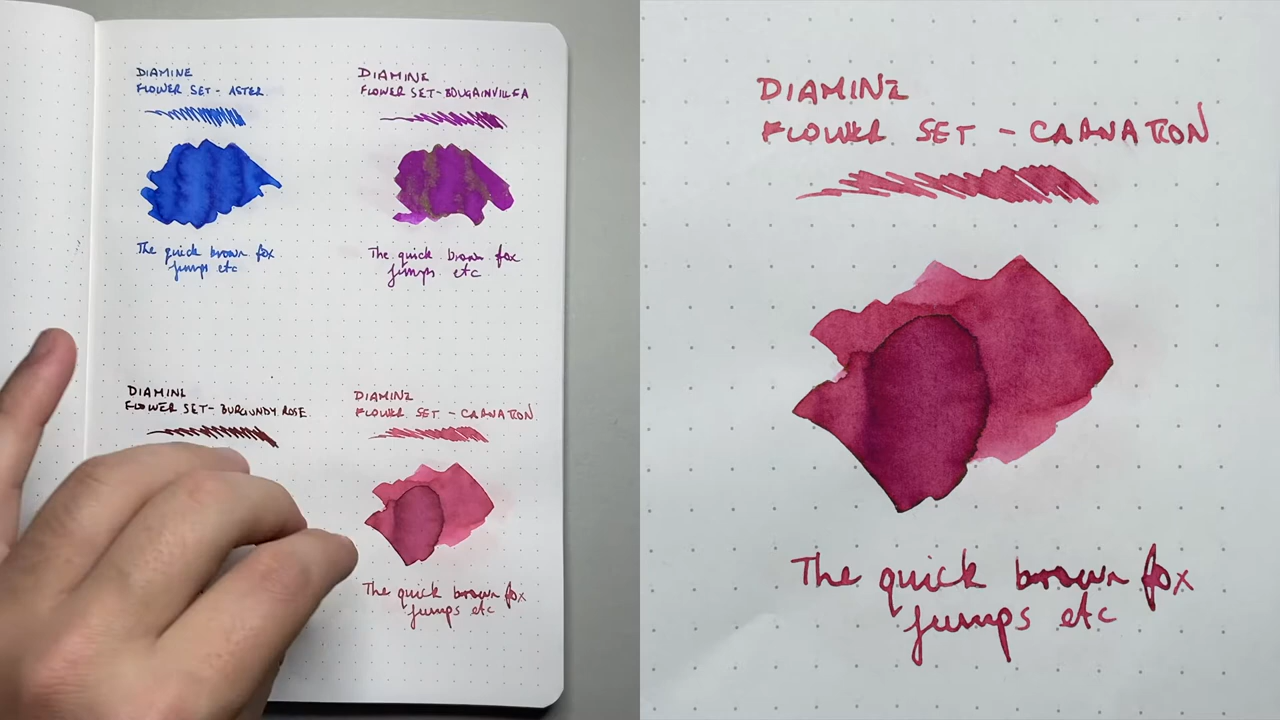 DIAMINE
FLOWER SET - ASTER
DIAMINE
FLOWER SET - BOUGAINVILLEA
The quick brown fox
jumps etc
The quick brown fox
jumps etc
DIAMINE
FLOWER SET - BURGUNDY ROSE
DIAMINE
FLOWER SET - CARNATION
The quick brown fox
jumps etc
DIAMINE
FLOWER SET - CARNATION
The quick brown fox
jumps etc